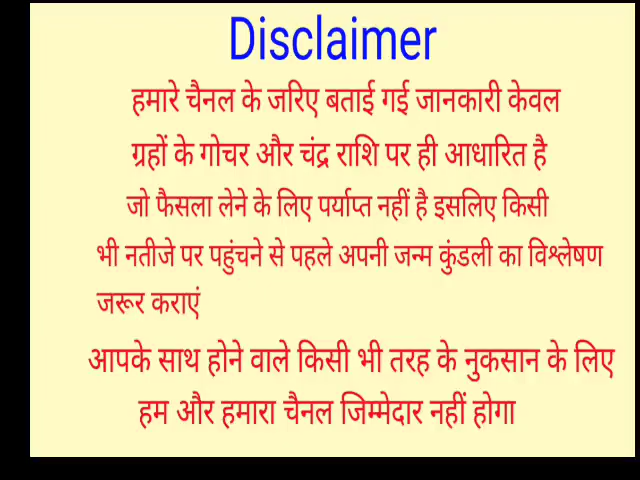 Disclaimer
हमारे चैनल के जरिए बताई गई जानकारी केवल
ग्रहों के गोचर और चंद्र राशि पर ही आधारित है
जो फैसला लेने के लिए पर्याप्त नहीं है इसलिए किसी
भी नतीजे पर पहुंचने से पहले अपनी जन्म कुंडली का विश्लेषण
जरूर कराएं
आपके साथ होने वाले किसी भी तरह के नुकसान के लिए
हम और हमारा चैनल जिम्मेदार नहीं होगा